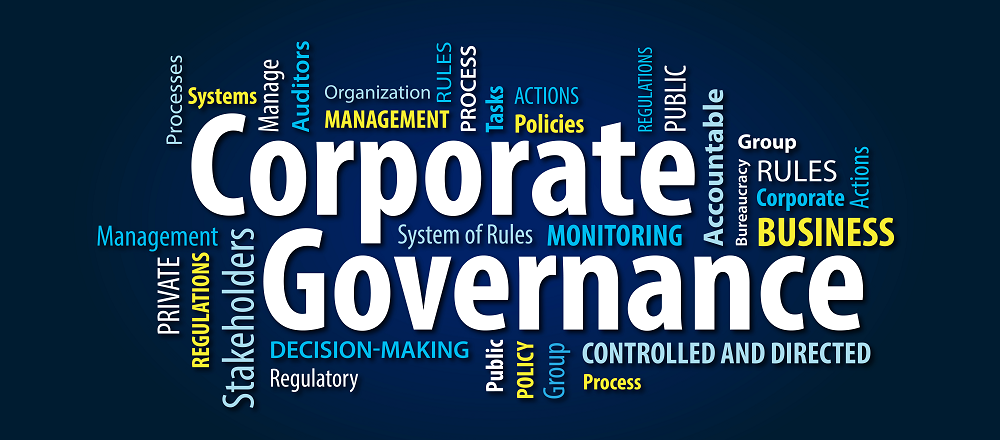 Processes
Systems
Manage
Auditors
Organization
RULES
PROCESS
MANAGEMENT
Tasks
ACTIONS
Policies
REGULATIONS
PUBLIC
Accountable
Group
Bureaucracy
RULES
Corporate
Actions
BUSINESS
Corporate
Management
System of Rules
MONITORING
Governance
PRIVATE
REGULATIONS
Stakeholders
DECISION-MAKING
Regulatory
Public
POLICY
Group
CONTROLLED AND DIRECTED
Process